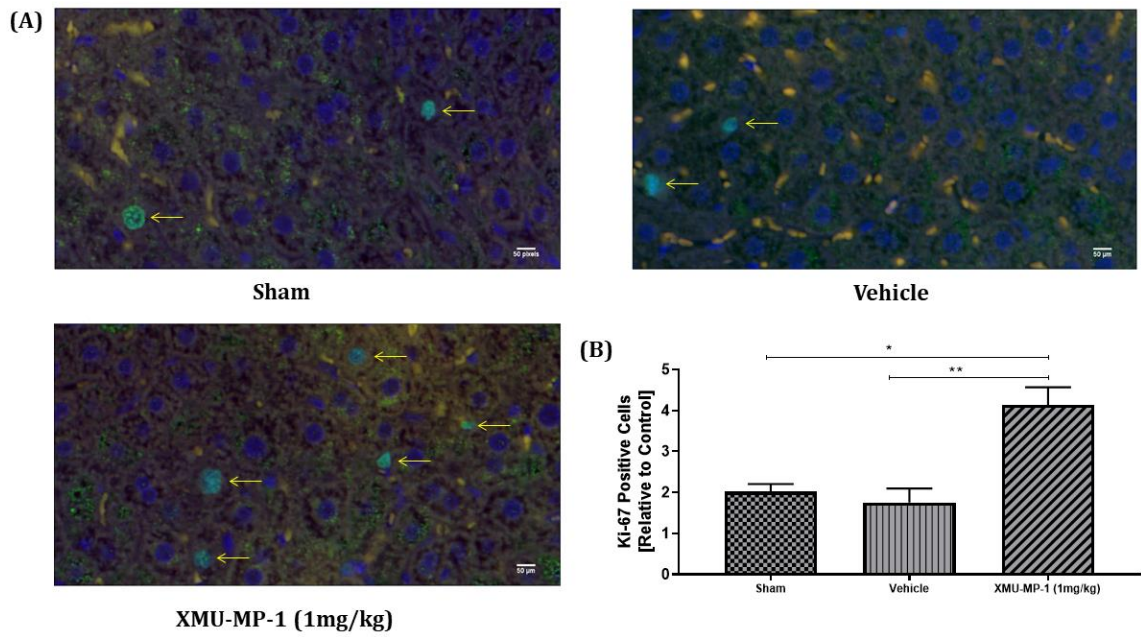 (A)
50 pixels
50 µm
Sham
Vehicle
50 µm
XMU-MP-1 (1mg/kg)
(B)
*
**
Ki-67 Positive Cells
[Relative to Control]
5
4
3
2
1
0
Sham
Vehicle
XMU-MP-1 (1mg/kg)